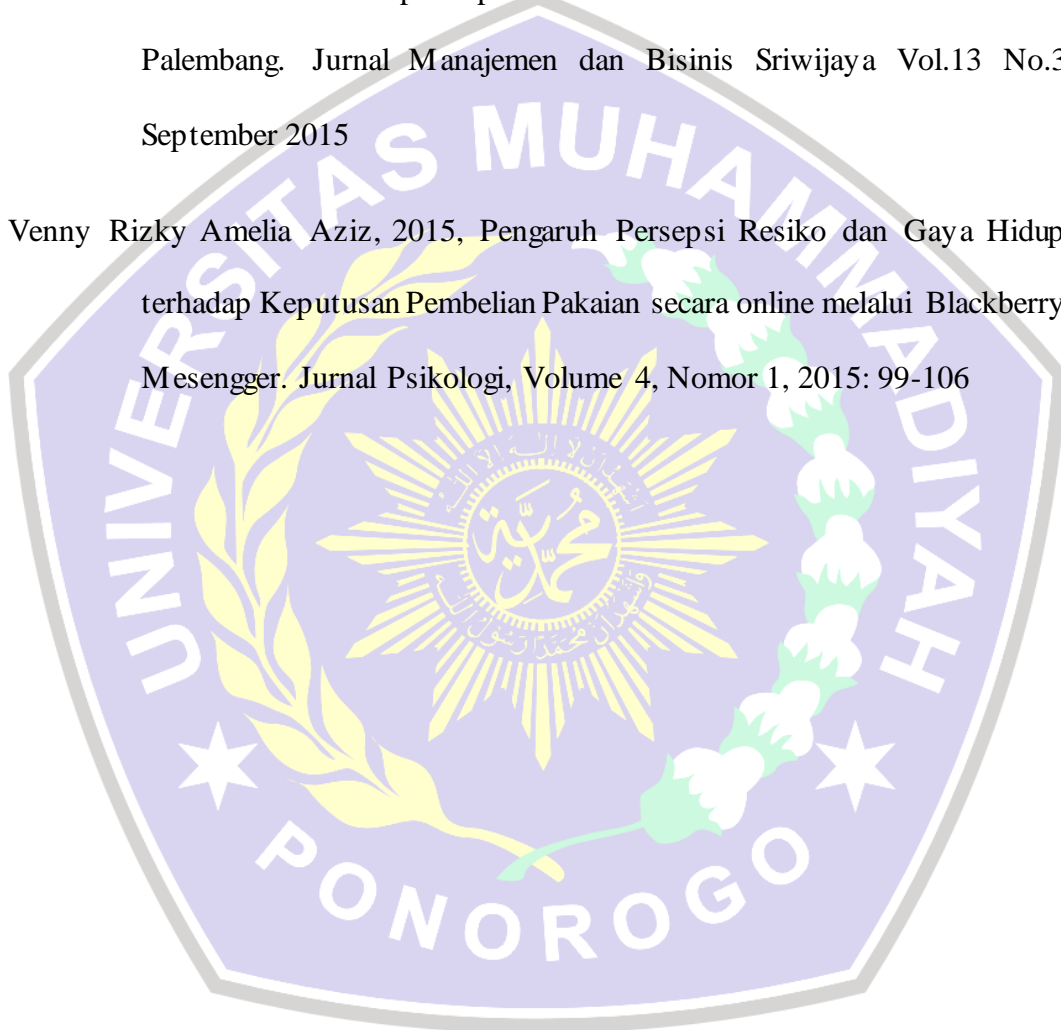 Palembang. Jurnal Manajemen dan Bisinis Sriwijaya Vol.13 No.3
September 2015
Venny Rizky Amelia Aziz, 2015, Pengaruh Persepsi Resiko dan Gaya Hidup
terhadap Keputusan Pembelian Pakaian secara online melalui Blackberry
Mesengger. Jurnal Psikologi, Volume 4, Nomor 1, 2015: 99-106
UNIVERSITAS MUHAMMADIYAH
PONOROGO